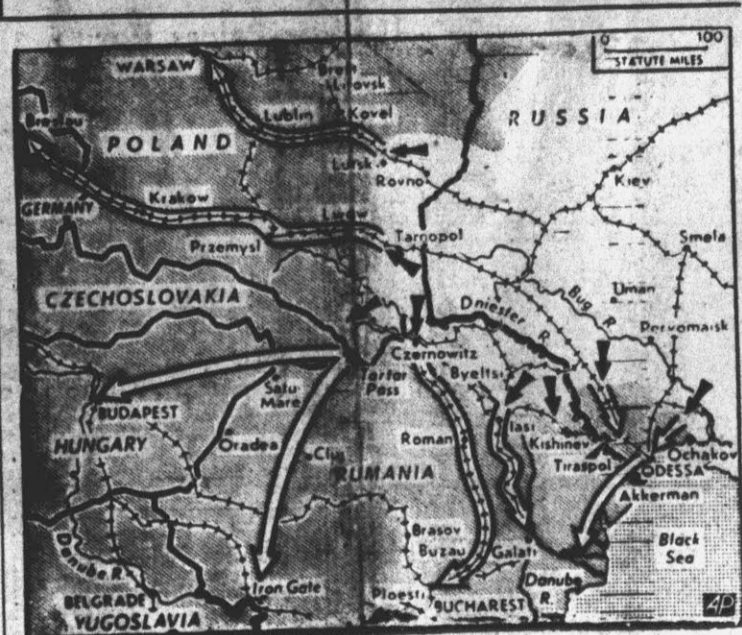 0 100
STATUTE MILES
WARSAW
Brest
Litovsk
RUSSIA
Breslau
Lublin
Kovel
POLAND
Lutsk
Rovno
Kiev
Krakow
GERMANY
Lwow
Przemysl
Tarnopol
Smela
CZECHOSLOVAKIA
Uman
Bug R.
Dniester R.
Pervomaisk
Czernowitz
Byeltsi
Tartar
Pass
Satu-
Mare
BUDAPEST
HUNGARY
Oradea
Cluj
Roman
Iasi
Kishinev
Tiraspol
Ochakov
ODESSA
RUMANIA
Akkerman
Brasov
Buzau
Galati
Black
Sea
Danube R.
Iron Gate
Ploesti
BUCHAREST
Danube
R.
BELGRADE
YUGOSLAVIA
AP